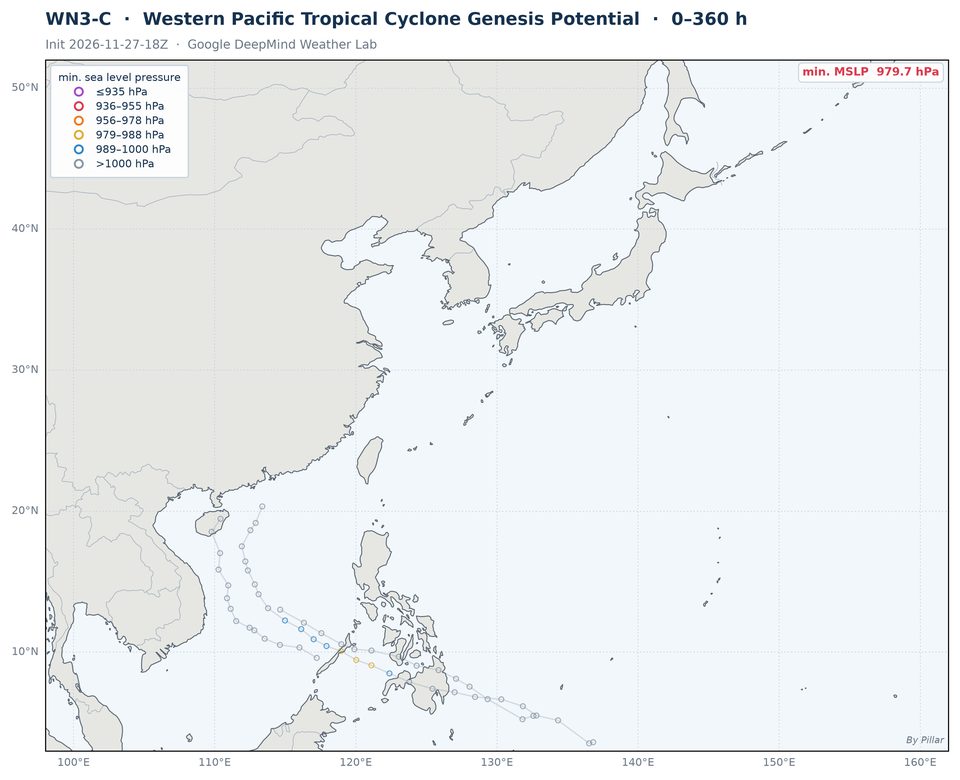 WN3-C · Western Pacific Tropical Cyclone Genesis Potential · 0–360 h
Init 2026-11-27-18Z · Google DeepMind Weather Lab
min. sea level pressure
≤935 hPa
936–955 hPa
956–978 hPa
979–988 hPa
989–1000 hPa
>1000 hPa
min. MSLP 979.7 hPa
50°N
40°N
30°N
20°N
10°N
By Pillar
100°E 110°E 120°E 130°E 140°E 150°E 160°E